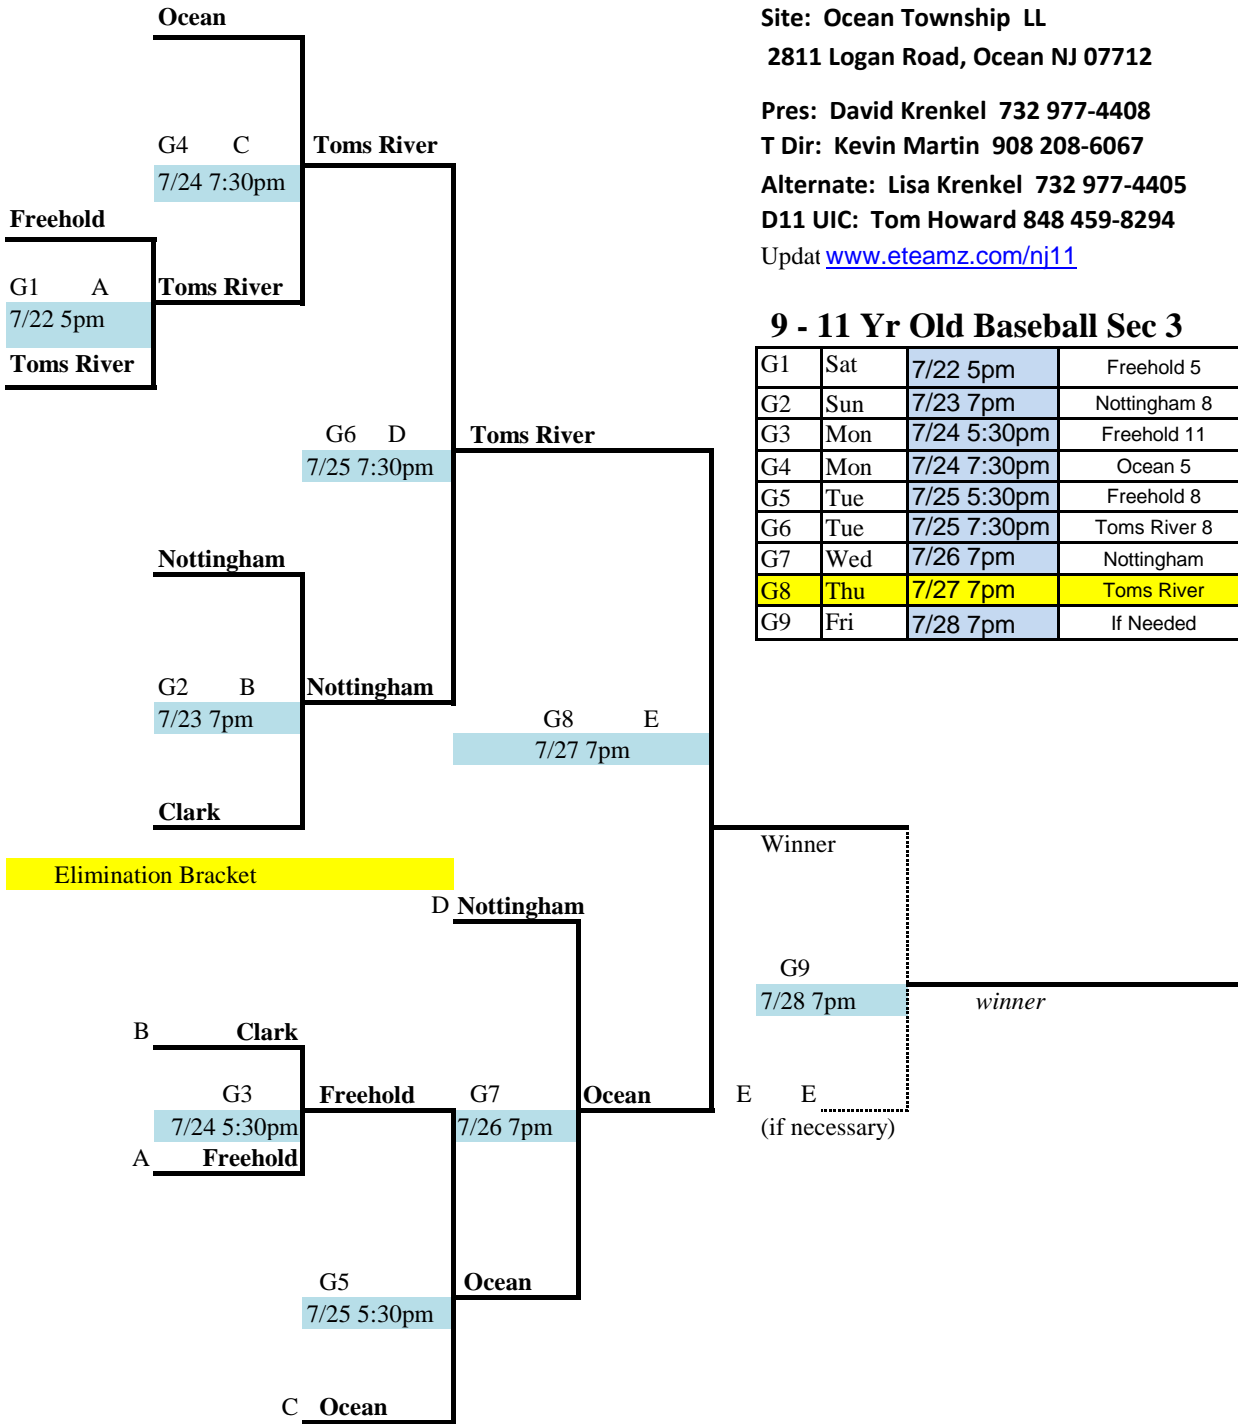 Ocean
Site: Ocean Township LL
2811 Logan Road, Ocean NJ 07712
Pres: David Krenkel 732 977-4408
T Dir: Kevin Martin 908 208-6067
Alternate: Lisa Krenkel 732 977-4405
D11 UIC: Tom Howard 848 459-8294
Updat www.eteamz.com/nj11
G4 C Toms River
7/24 7:30pm
Freehold
G1 A Toms River
7/22 5pm
Toms River
9 - 11 Yr Old Baseball Sec 3
G1 Sat 7/22 5pm Freehold 5
G2 Sun 7/23 7pm Nottingham 8
G3 Mon 7/24 5:30pm Freehold 11
G4 Mon 7/24 7:30pm Ocean 5
G5 Tue 7/25 5:30pm Freehold 8
G6 Tue 7/25 7:30pm Toms River 8
G7 Wed 7/26 7pm Nottingham
G8 Thu 7/27 7pm Toms River
G9 Fri 7/28 7pm If Needed
G6 D Toms River
7/25 7:30pm
Nottingham
G2 B Nottingham
7/23 7pm
G8 E
7/27 7pm
Clark
Winner
Elimination Bracket
D Nottingham
G9
7/28 7pm winner
B Clark
G3 Freehold G7 Ocean E E
7/24 5:30pm 7/26 7pm (if necessary)
A Freehold
G5 Ocean
7/25 5:30pm
C Ocean